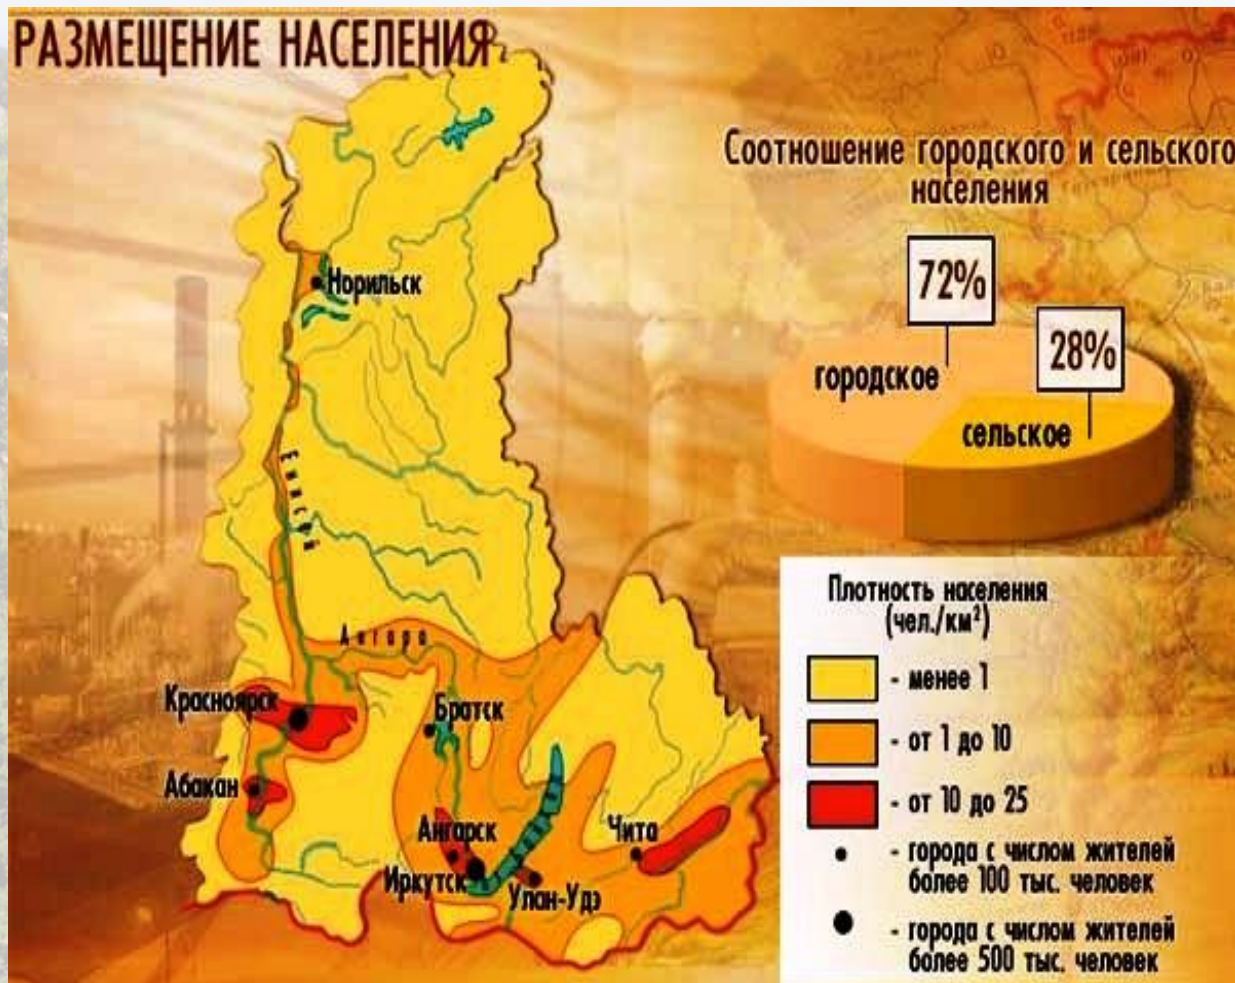 РАЗМЕЩЕНИЕ НАСЕЛЕНИЯ
Соотношение городского и сельского
населения
72%
28%
городское
сельское
Норильск
Енисей
Ангара
Красноярск
Братск
Абакан
Ангарск
Чита
Иркутск
Улан-Удэ
Плотность населения
(чел./км²)
- менее 1
- от 1 до 10
- от 10 до 25
- города с числом жителей
более 100 тыс. человек
- города с числом жителей
более 500 тыс. человек